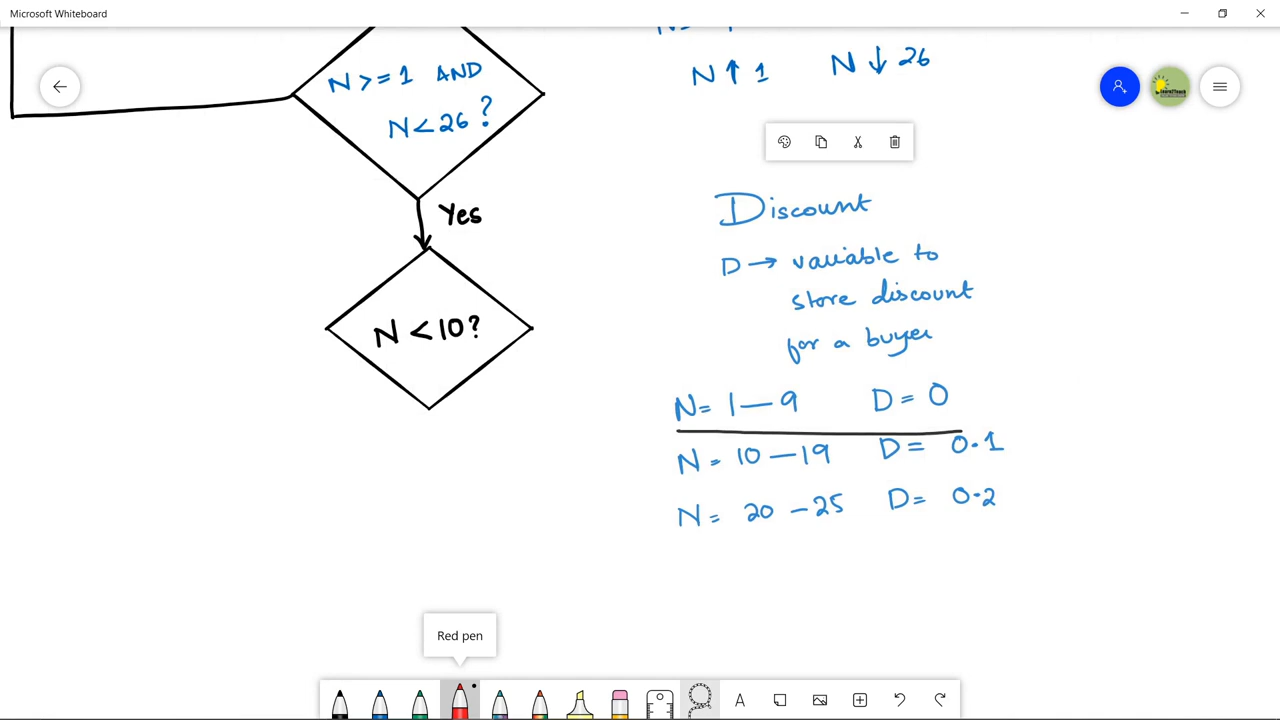 Microsoft Whiteboard
N >= 1 AND
N < 26 ?
N ↑ 1 N ↓ 26
Yes
N < 10?
Discount
D → variable to
store discount
for a buyer
N = 1 — 9 D = 0
N = 10 — 19 D = 0.1
N = 20 - 25 D = 0.2
Red pen
A